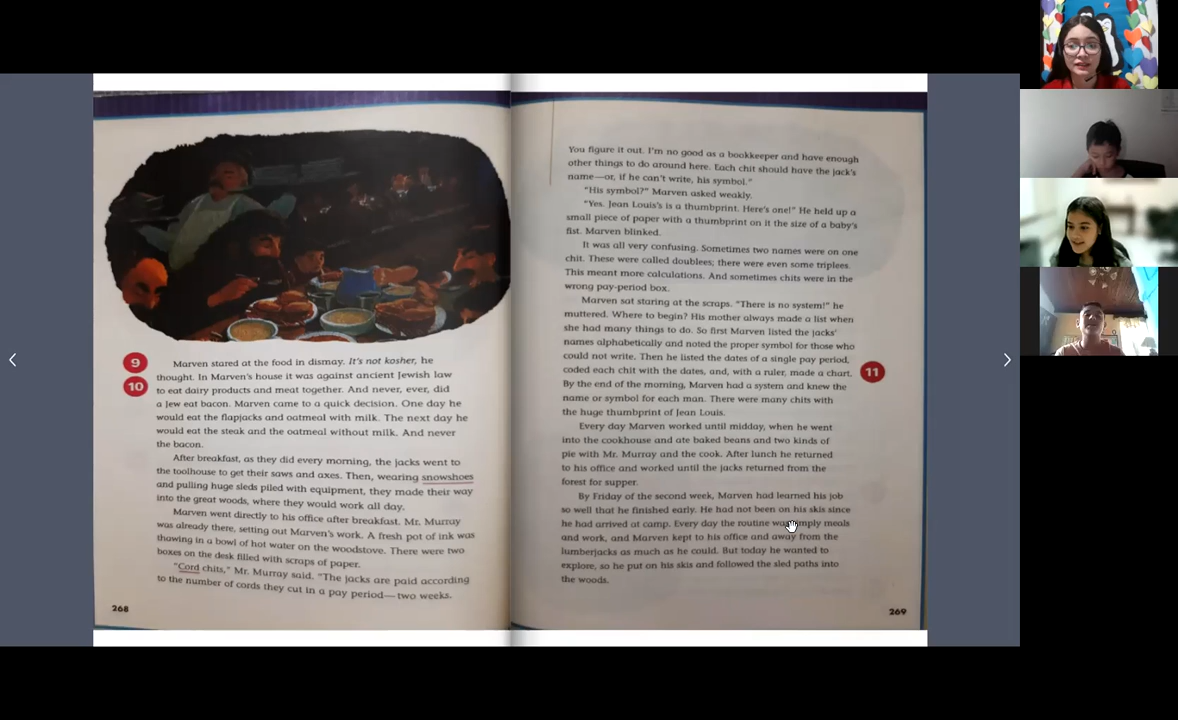 9
10
Marven stared at the food in dismay. It's not kosher, he
thought. In Marven's house it was against ancient Jewish law
to eat dairy products and meat together. And never, ever, did
a Jew eat bacon. Marven came to a quick decision. One day he
would eat the flapjacks and oatmeal with milk. The next day he
would eat the steak and the oatmeal without milk. And never
the bacon.
After breakfast, as they did every morning, the jacks went to
the toolhouse to get their saws and axes. Then, wearing snowshoes
and pulling huge sleds piled with equipment, they made their way
into the great woods, where they would work all day.
Marven went directly to his office after breakfast. Mr. Murray
was already there, setting out Marven's work. A fresh pot of ink was
thawing in a bowl of hot water on the woodstove. There were two
boxes on the desk filled with scraps of paper.
"Cord chits," Mr. Murray said. "The jacks are paid according
to the number of cords they cut in a pay period—two weeks.
268
You figure it out. I'm no good as a bookkeeper and have enough
other things to do around here. Each chit should have the jack's
name—or, if he can't write, his symbol."
"His symbol?" Marven asked weakly.
"Yes. Jean Louis's is a thumbprint. Here's one!" He held up a
small piece of paper with a thumbprint on it the size of a baby's
fist. Marven blinked.
It was all very confusing. Sometimes two names were on one
chit. These were called doublees; there were even some triplees.
This meant more calculations. And sometimes chits were in the
wrong pay-period box.
Marven sat staring at the scraps. "There is no system!" he
muttered. Where to begin? His mother always made a list when
she had many things to do. So first Marven listed the jacks'
names alphabetically and noted the proper symbol for those who
could not write. Then he listed the dates of a single pay period,
coded each chit with the dates, and, with a ruler, made a chart.
By the end of the morning, Marven had a system and knew the
name or symbol for each man. There were many chits with
the huge thumbprint of Jean Louis.
11
Every day Marven worked until midday, when he went
into the cookhouse and ate baked beans and two kinds of
pie with Mr. Murray and the cook. After lunch he returned
to his office and worked until the jacks returned from the
forest for supper.
By Friday of the second week, Marven had learned his job
so well that he finished early. He had not been on his skis since
he had arrived at camp. Every day the routine was simply meals
and work, and Marven kept to his office and away from the
lumberjacks as much as he could. But today he wanted to
explore, so he put on his skis and followed the sled paths into
the woods.
269